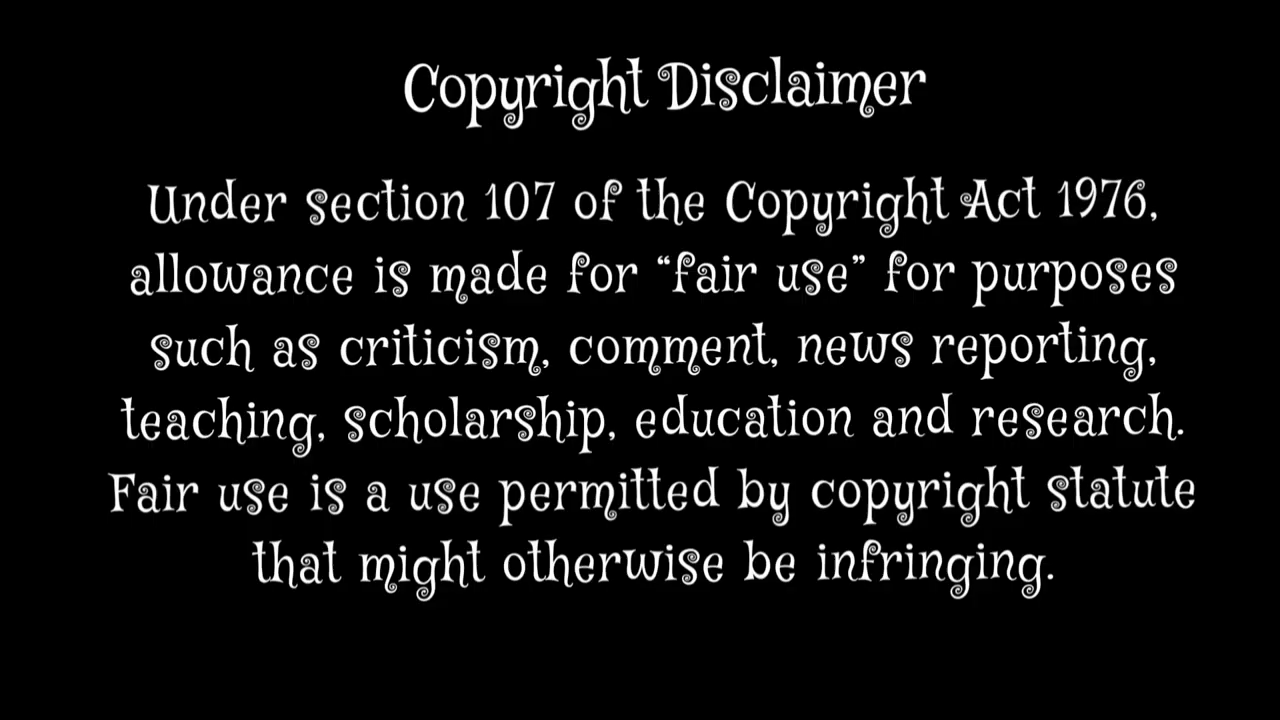 Copyright Disclaimer
Under section 107 of the Copyright Act 1976,
allowance is made for “fair use” for purposes
such as criticism, comment, news reporting,
teaching, scholarship, education and research.
Fair use is a use permitted by copyright statute
that might otherwise be infringing.